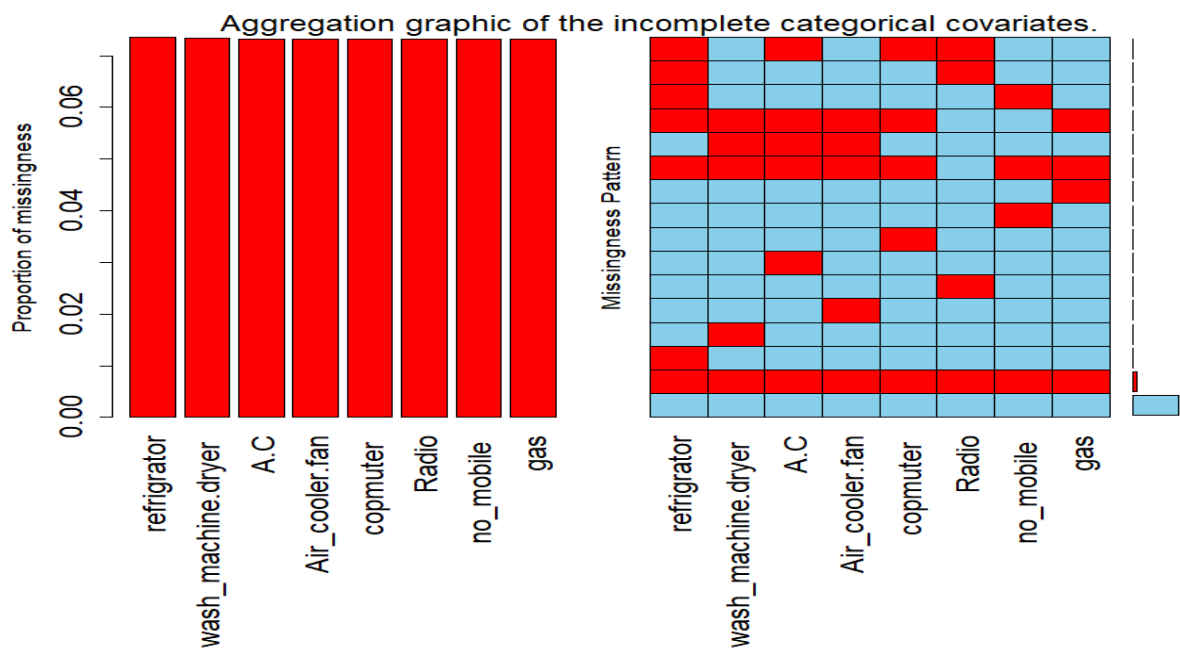 Aggregation graphic of the incomplete categorical covariates.
Proportion of missingness
0.06
0.04
0.02
0.00
refrigrator
wash_machine.dryer
A.C
Air_cooler.fan
copmuter
Radio
no_mobile
gas
Missingness Pattern
refrigrator
wash_machine.dryer
A.C
Air_cooler.fan
copmuter
Radio
no_mobile
gas